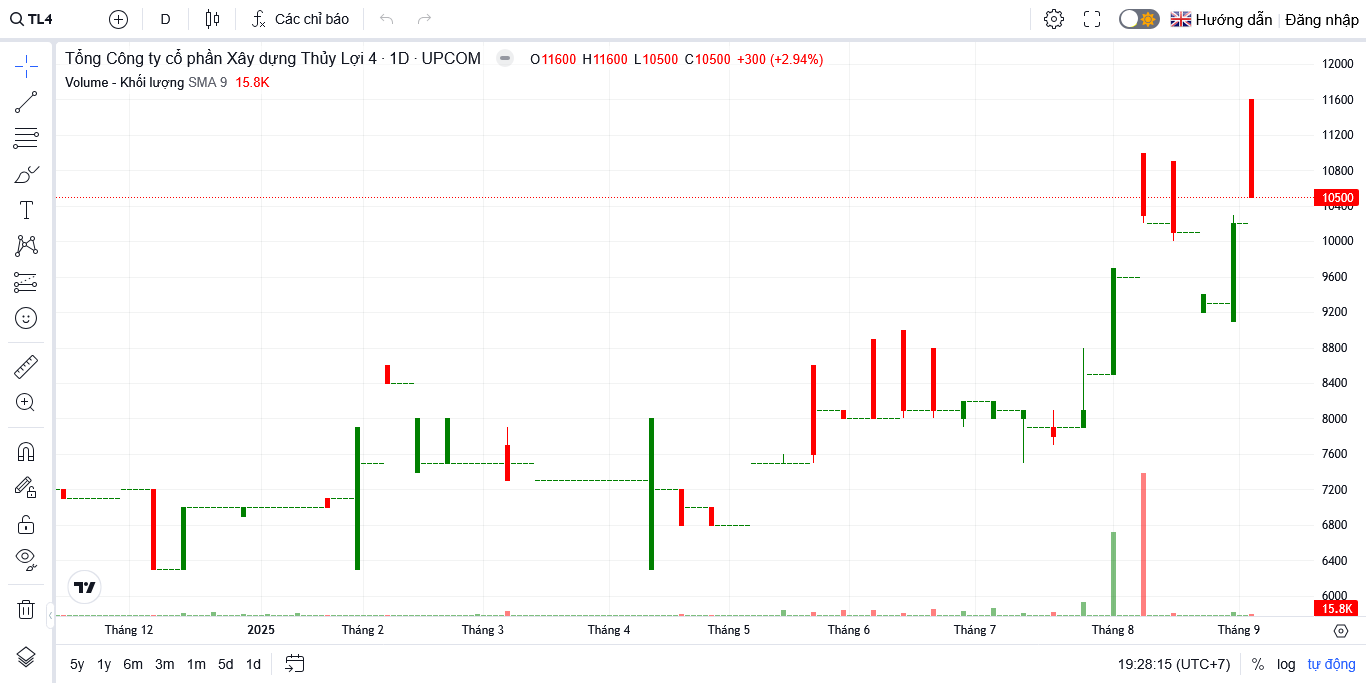 TL4 D Các chỉ báo Hướng dẫn Đăng nhập
Tổng Công ty cổ phần Xây dựng Thủy Lợi 4 · 1D · UPCOM O11600 H11600 L10500 C10500 +300 (+2.94%)
Volume - Khối lượng SMA 9 15.8K
12000
11600
11200
10800
10500
10400
10000
9600
9200
8800
8400
8000
7600
7200
6800
6400
6000
15.8K
Tháng 12 2025 Tháng 2 Tháng 3 Tháng 4 Tháng 5 Tháng 6 Tháng 7 Tháng 8 Tháng 9
5y 1y 6m 3m 1m 5d 1d 19:28:15 (UTC+7) % log tự động